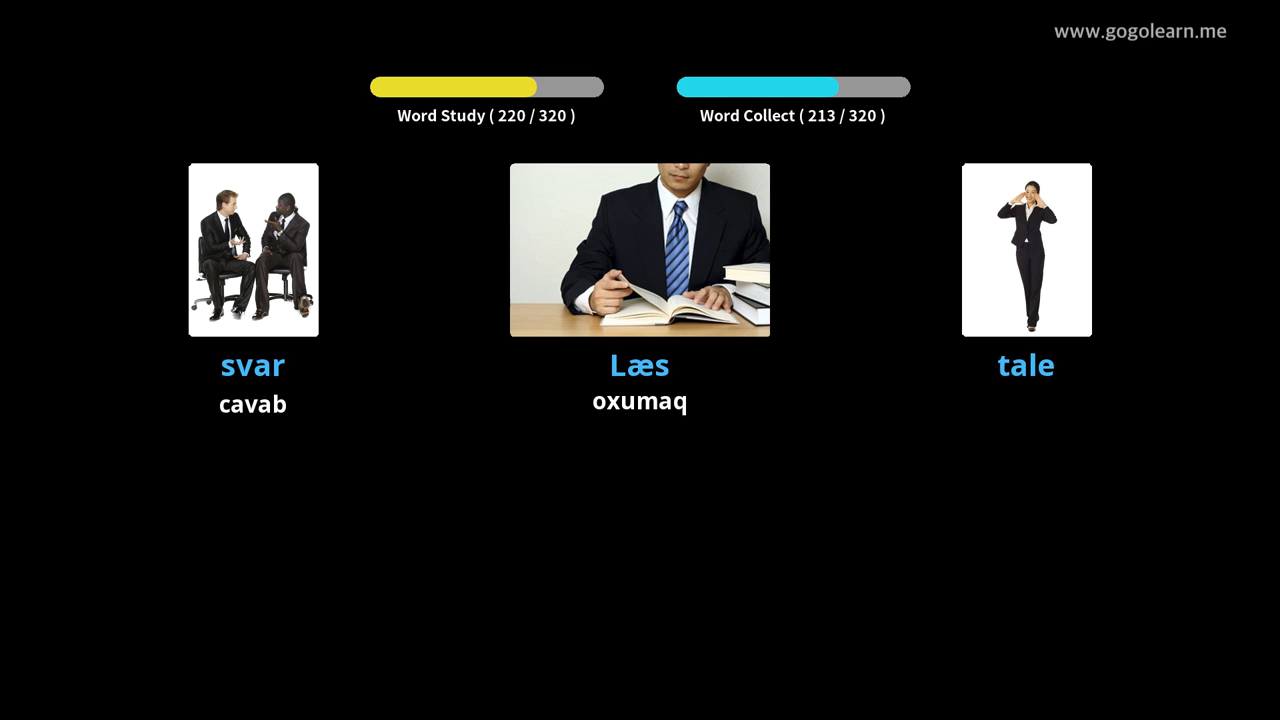 www.gogolearn.me
Word Study ( 220 / 320 )
Word Collect ( 213 / 320 )
svar
Læs
tale
cavab
oxumaq